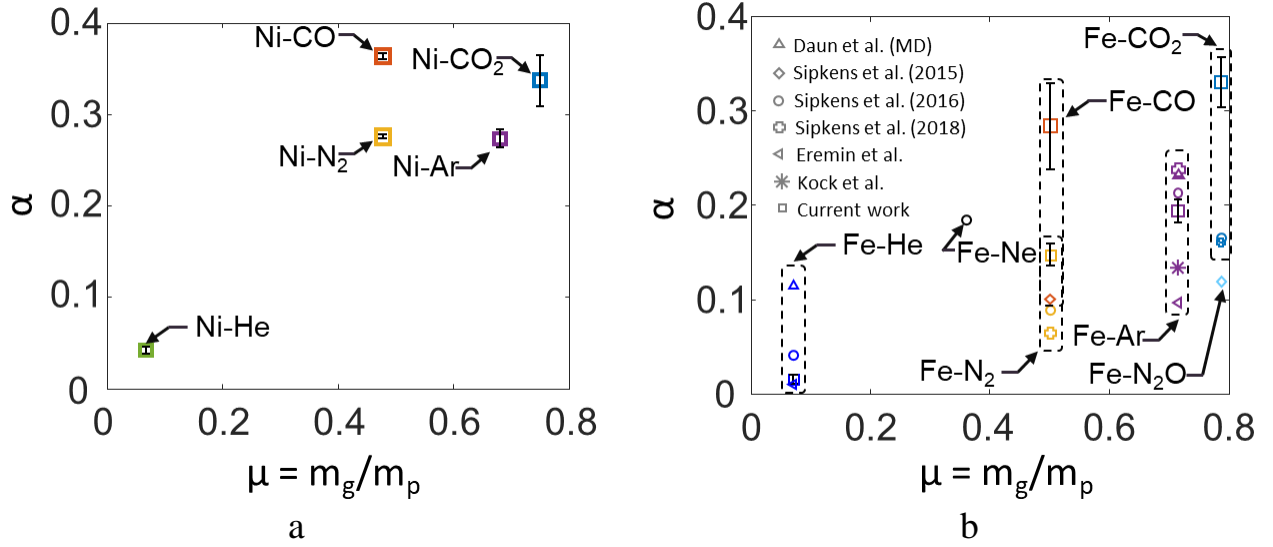 0.4
0.3
0.2
0.1
0
α
Ni-CO
Ni-CO2
Ni-N2
Ni-Ar
Ni-He
0 0.2 0.4 0.6 0.8
μ = mg/mp
a
0.4
0.3
0.2
0.1
0
α
Daun et al. (MD)
Sipkens et al. (2015)
Sipkens et al. (2016)
Sipkens et al. (2018)
Eremin et al.
Kock et al.
Current work
Fe-CO2
Fe-CO
Fe-He
Fe-Ne
Fe-Ar
Fe-N2
Fe-N2O
0 0.2 0.4 0.6 0.8
μ = mg/mp
b